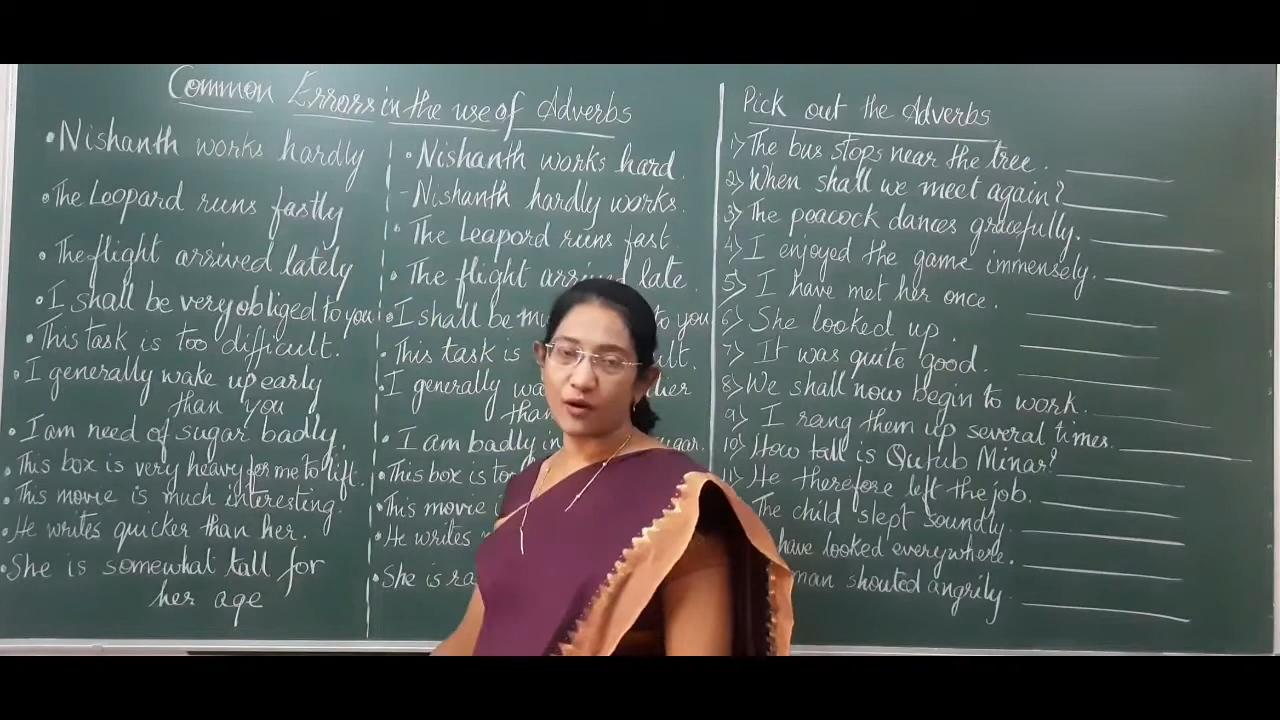 Common Errors in the use of Adverbs
• Nishanth works hardly
• The Leopard runs fastly
• The flight arrived lately
• I shall be very obliged to you
• This task is too difficult.
• I generally wake up early
than you
• I am need of sugar badly.
• This box is very heavy for me to lift.
• This movie is much interesting.
• He writes quicker than her.
• She is somewhat tall for
her age
• Nishanth works hard.
- Nishanth hardly works.
• The Leapord runs fast.
• The flight arrived late.
• I shall be to you
• This task is
• I generally
than
• I am badly in sugar.
• This box is too
• This movie
• He writes
• She is
Pick out the Adverbs
1) The bus stops near the tree.
2) When shall we meet again?
3) The peacock dances gracefully.
4) I enjoyed the game immensely.
5) I have met her once.
6) She looked up.
7) It was quite good.
8) We shall now begin to work.
9) I rang them up several times.
10) How tall is Qutub Minar?
11) He therefore left the job.
The child slept soundly.
have looked everywhere.
man shouted angrily.